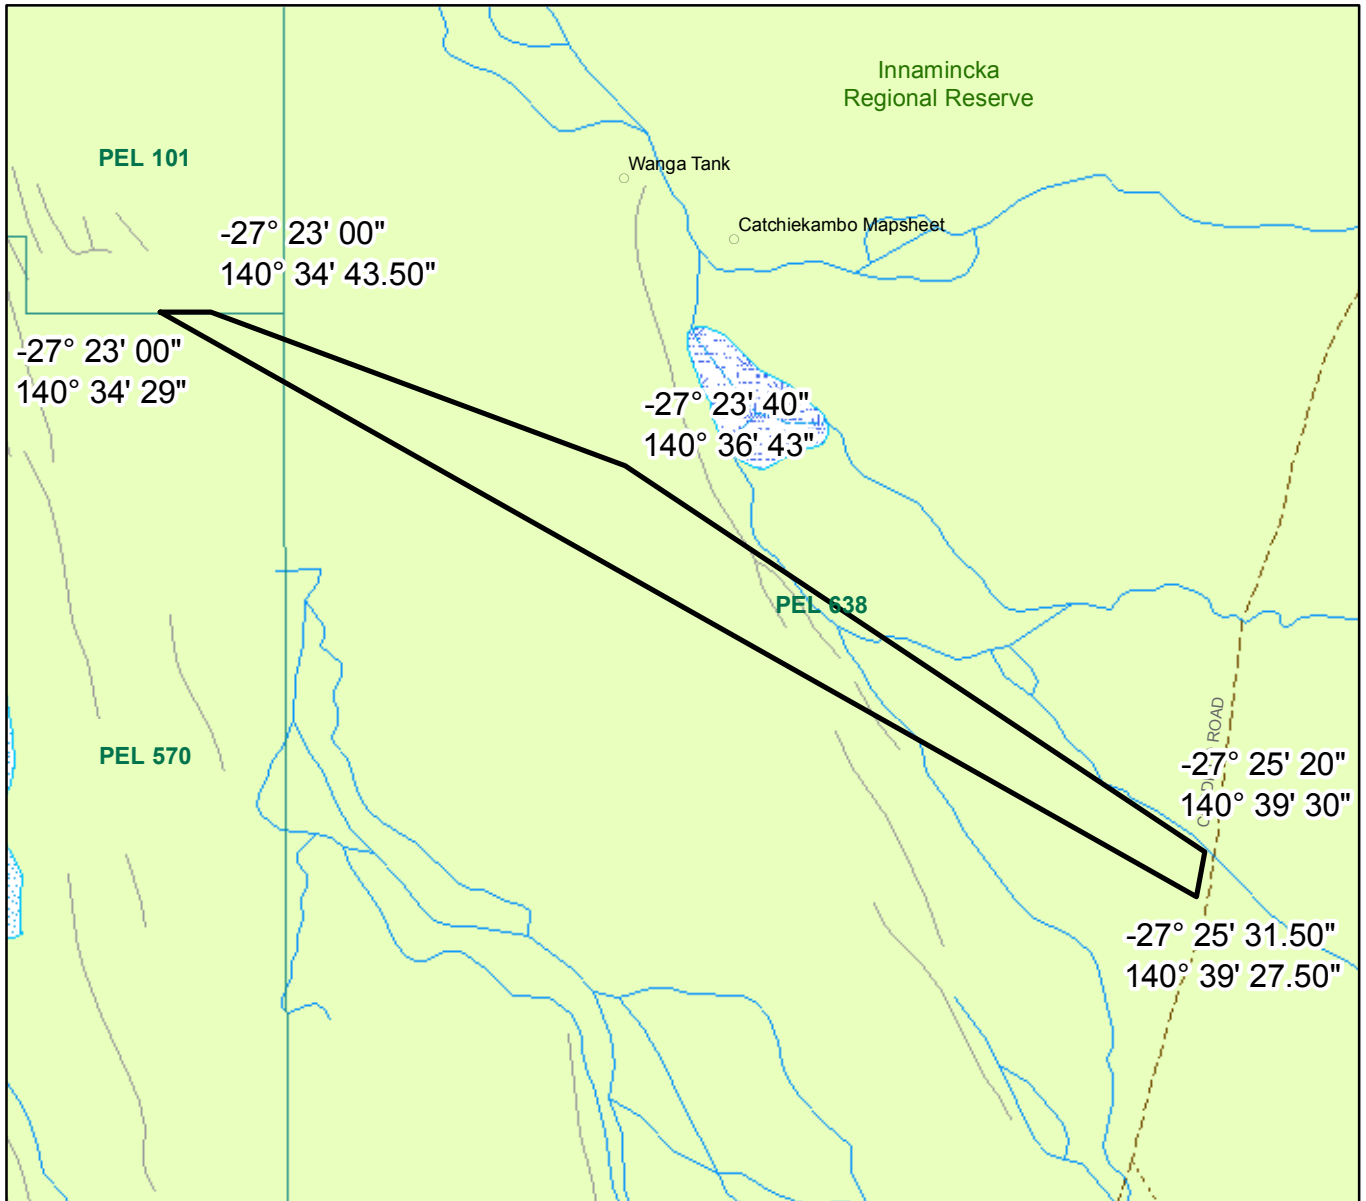 Innamincka
Regional Reserve
PEL 101
Wanga Tank
Catchiekambo Mapsheet
-27° 23' 00"
140° 34' 43.50"
-27° 23' 00"
140° 34' 29"
-27° 23' 40"
140° 36' 43"
PEL 638
PEL 570
ROAD
-27° 25' 20"
140° 39' 30"
-27° 25' 31.50"
140° 39' 27.50"